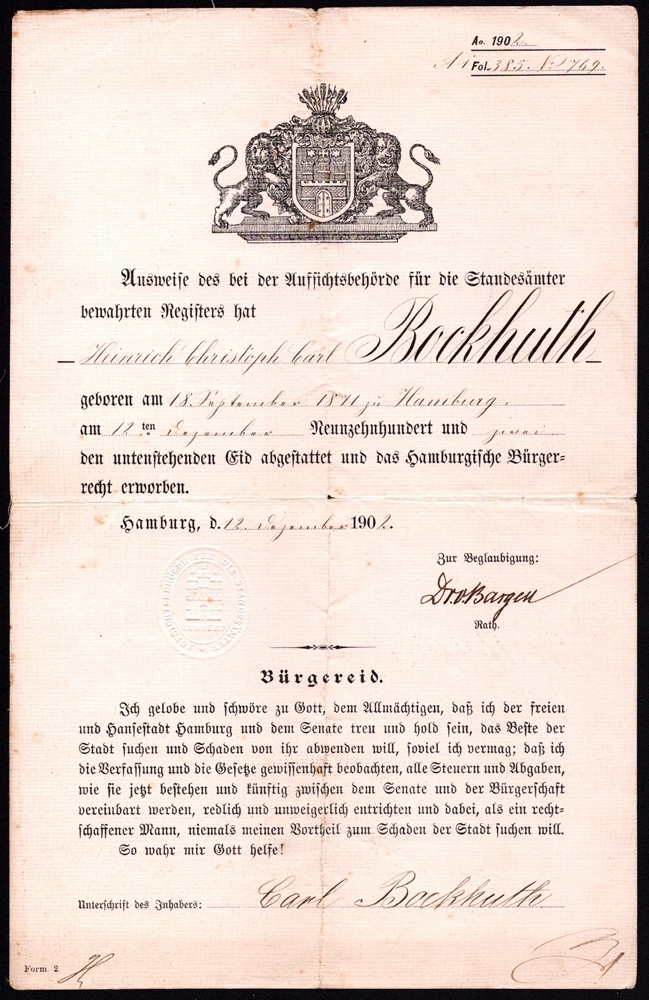 Ao. 1902.
A i Fol. 385. No 769.
Ausweise des bei der Aufsichtsbehörde für die Standesämter
bewahrten Registers hat
Heinrich Christoph Carl Bockhuth
geboren am 18. September 1871 zu Hamburg.
am 12ten Dezember Neunzehnhundert und zwei
den untenstehenden Eid abgestattet und das Hamburgische Bürger=
recht erworben.
Hamburg, d. 12. Dezember 1902.
AUFSICHTSBEHÖRDE FÜR DIE STANDESÄMTER
Zur Beglaubigung:
Dr v Bargen
Rath.
Bürgereid.
Ich gelobe und schwöre zu Gott, dem Allmächtigen, daß ich der freien
und Hansestadt Hamburg und dem Senate treu und hold sein, das Beste der
Stadt suchen und Schaden von ihr abwenden will, soviel ich vermag; daß ich
die Verfassung und die Gesetze gewissenhaft beobachten, alle Steuern und Abgaben,
wie sie jetzt bestehen und künftig zwischen dem Senate und der Bürgerschaft
vereinbart werden, redlich und unweigerlich entrichten und dabei, als ein recht=
schaffener Mann, niemals meinen Vortheil zum Schaden der Stadt suchen will.
So wahr mir Gott helfe!
Unterschrift des Inhabers: Carl Bockhuth
Form. 2.